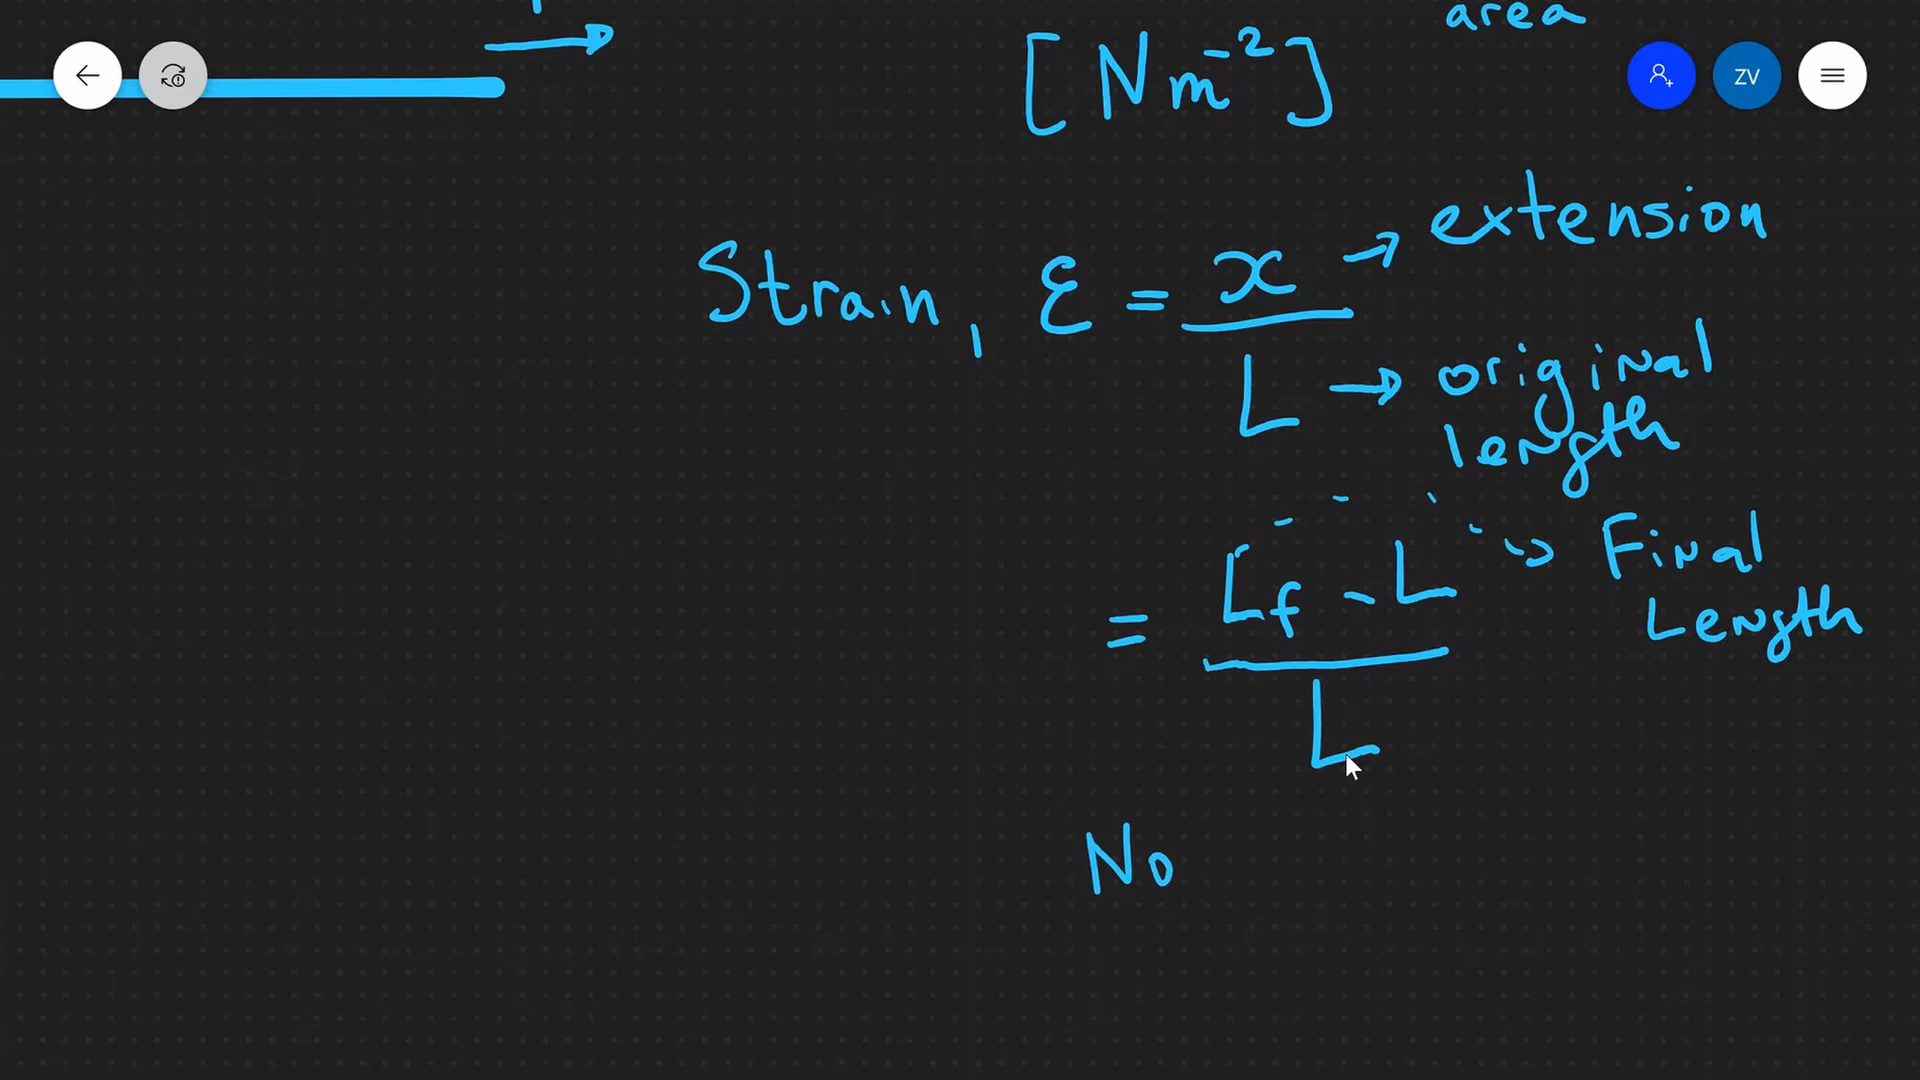 area
[Nm⁻²]
ZV
Strain, ε = x/L
→ extension
→ original
length
= (Lf - L)/L
→ Final
Length
No